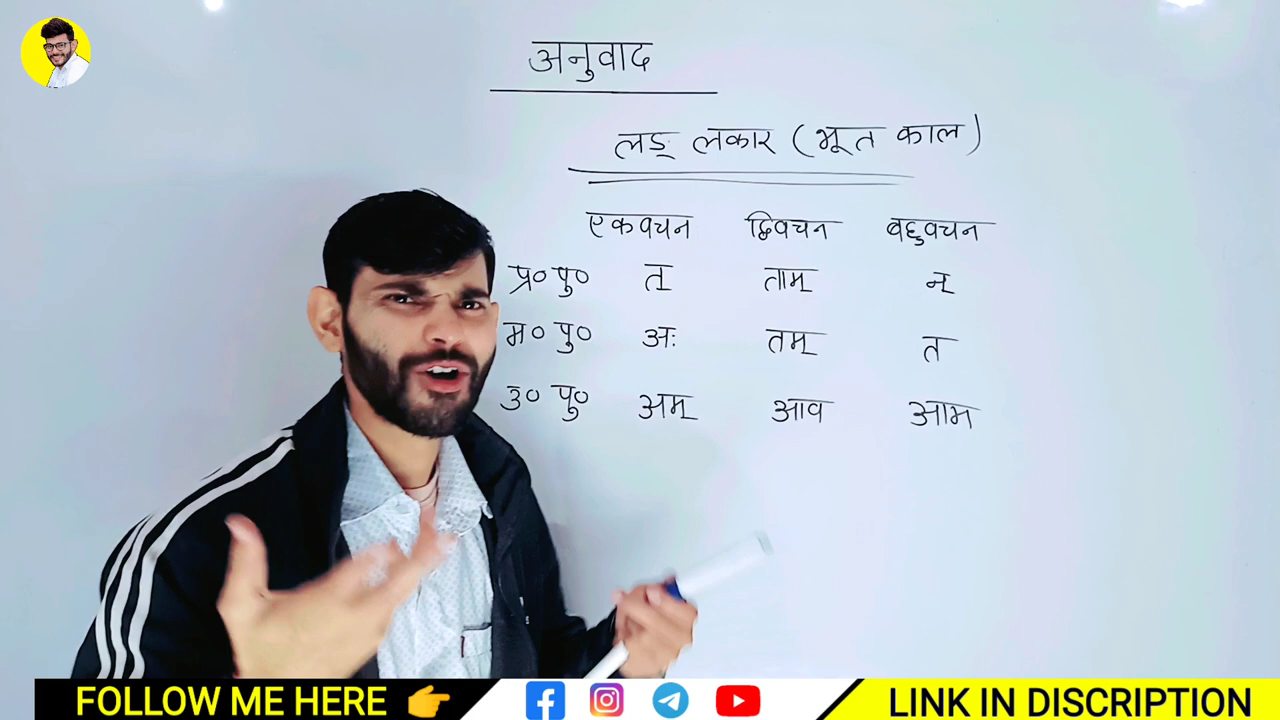 अनुवाद
लङ् लकार (भूत काल)
एकवचन द्विवचन बहुवचन
प्र० पु० त् ताम् न्
म० पु० अः तम् त
उ० पु० अम् आव आम
FOLLOW ME HERE LINK IN DISCRIPTION